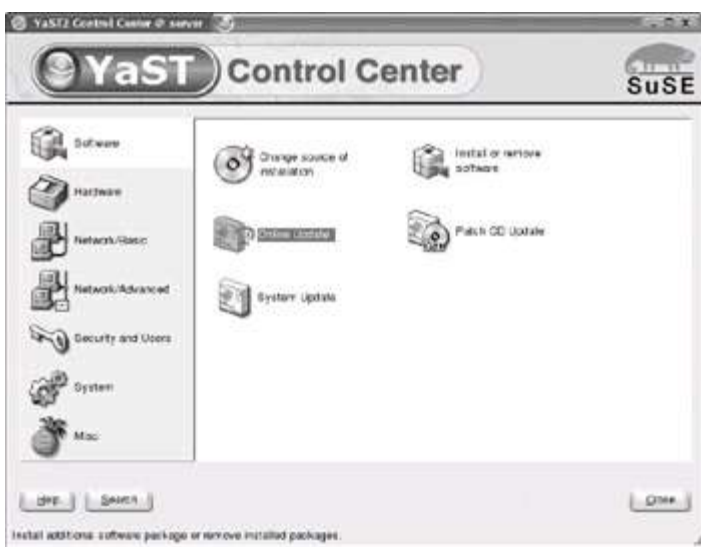 YaST2 Control Center @ server
YaST Control Center
SuSE
Software
Hardware
Network/Basic
Network/Advanced
Security and Users
System
Misc
Change source of
installation
Install or remove
software
Online Update
Patch CD Update
System Update
Help
Search
Close
Install additional software package or remove installed packages.